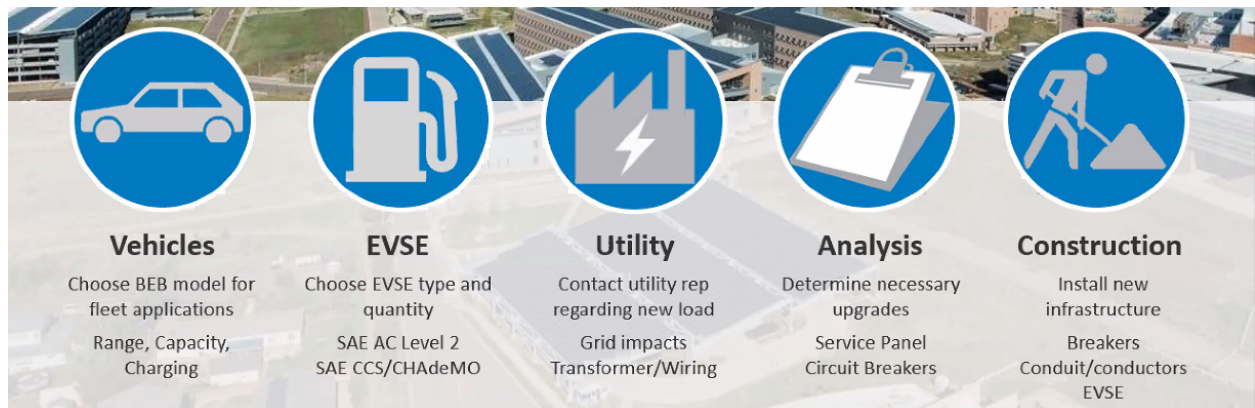 Vehicles
Choose BEB model for
fleet applications
Range, Capacity,
Charging
EVSE
Choose EVSE type and
quantity
SAE AC Level 2
SAE CCS/CHAdeMO
Utility
Contact utility rep
regarding new load
Grid impacts
Transformer/Wiring
Analysis
Determine necessary
upgrades
Service Panel
Circuit Breakers
Construction
Install new
infrastructure
Breakers
Conduit/conductors
EVSE